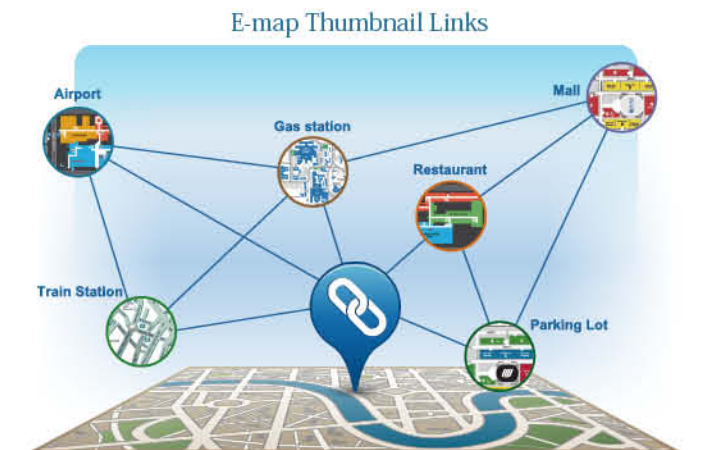 E-map Thumbnail Links
Airport
Mall
Gas station
Restaurant
Train Station
Parking Lot